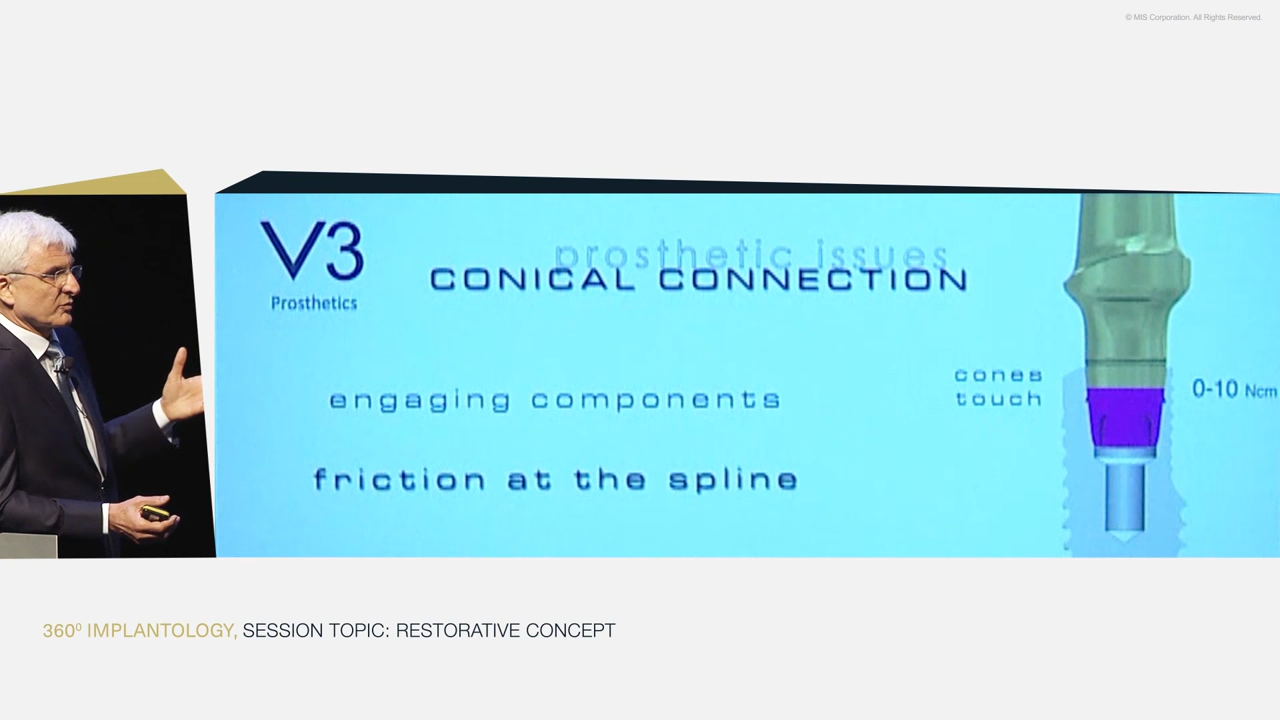 © MIS Corporation. All Rights Reserved
V3
Prosthetics
prosthetic issues
CONICAL CONNECTION
engaging components
friction at the spline
cones
touch
0-10 Ncm
360⁰ IMPLANTOLOGY, SESSION TOPIC: RESTORATIVE CONCEPT